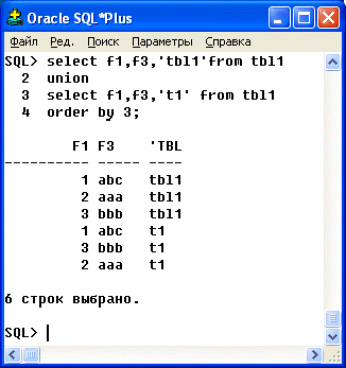 Oracle SQL*Plus
Файл Ред. Поиск Параметры Справка
SQL> select f1,f3,'tbl1'from tbl1
2 union
3 select f1,f3,'t1' from tbl1
4 order by 3;
F1 F3 'TBL
---------- ----- ----
1 abc tbl1
2 aaa tbl1
3 bbb tbl1
1 abc t1
3 bbb t1
2 aaa t1
6 строк выбрано.
SQL>